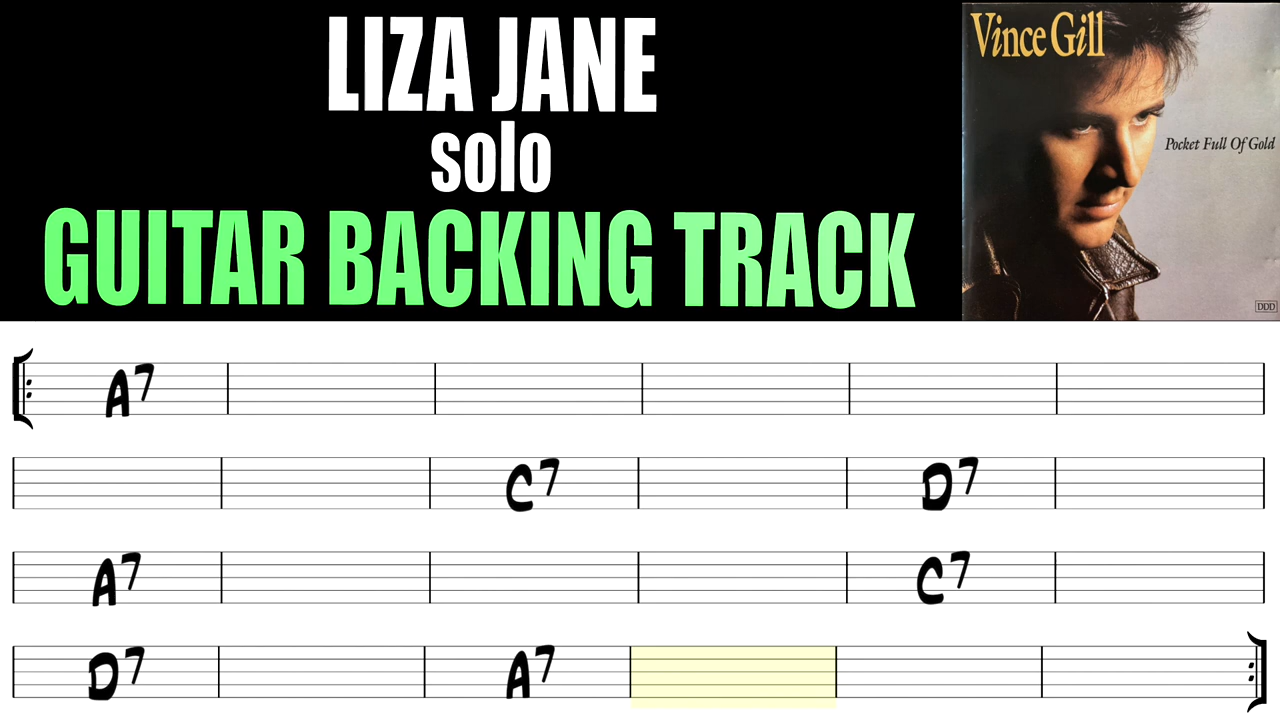 LIZA JANE
solo
GUITAR BACKING TRACK
Vince Gill
Pocket Full Of Gold
DDD
A7
C7 D7
A7 C7
D7 A7